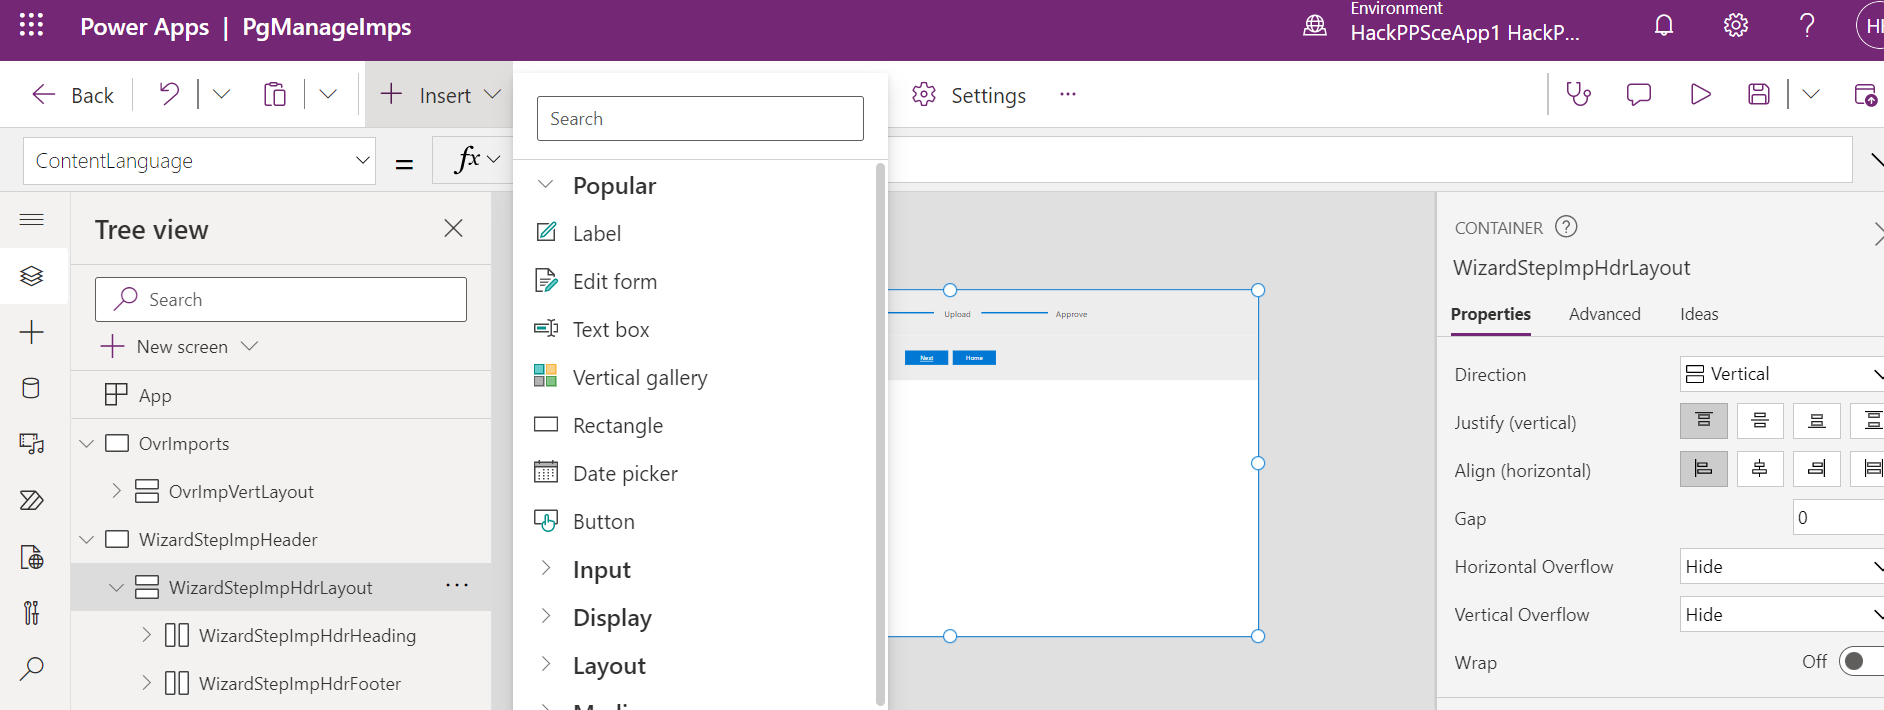 Power Apps | PgManageImps
Environment
HackPPSceApp1 HackP...
Back
Insert
Settings
Search
ContentLanguage
=
fx
Tree view
Search
New screen
App
OvrImports
OvrImpVertLayout
WizardStepImpHeader
WizardStepImpHdrLayout
WizardStepImpHdrHeading
WizardStepImpHdrFooter
Popular
Label
Edit form
Text box
Vertical gallery
Rectangle
Date picker
Button
Input
Display
Layout
Upload
Approve
Next
Home
CONTAINER
WizardStepImpHdrLayout
Properties Advanced Ideas
Direction Vertical
Justify (vertical)
Align (horizontal)
Gap 0
Horizontal Overflow Hide
Vertical Overflow Hide
Wrap Off